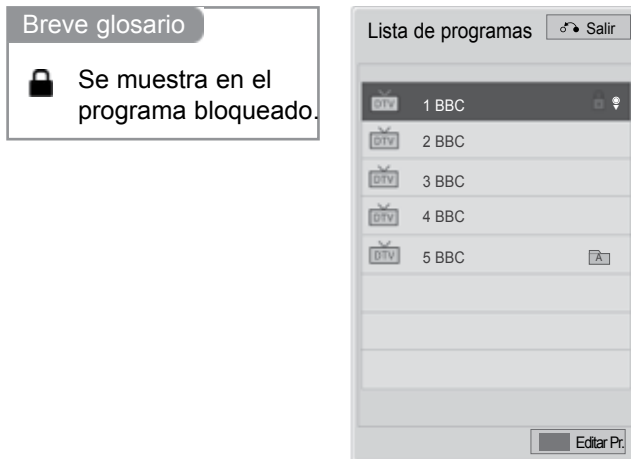 Breve glosario
Se muestra en el
programa bloqueado.
Lista de programas
Salir
DTV 1 BBC
DTV 2 BBC
DTV 3 BBC
DTV 4 BBC
DTV 5 BBC A
Editar Pr.